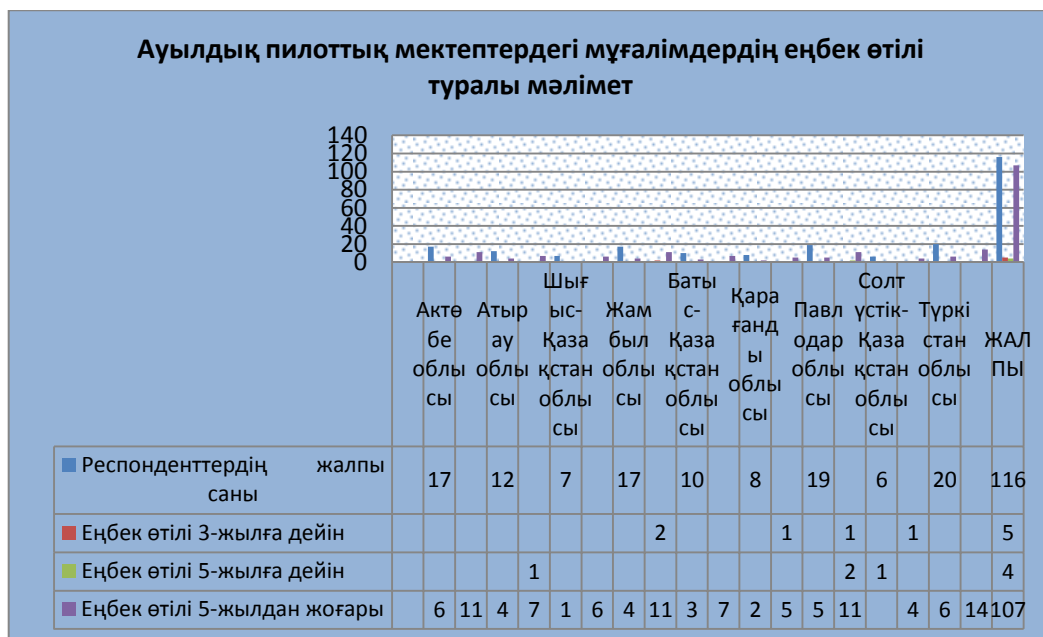 Ауылдық пилоттық мектептердегі мұғалімдердің еңбек өтілі
туралы мәлімет
140
120
100
80
60
40
20
0
Актө
бе
облы
сы
Атыр
ау
облы
сы
Шығ
ыс-
Қаза
қстан
облы
сы
Жам
был
облы
сы
Баты
с-
Қаза
қстан
облы
сы
Қара
ғанд
ы
облы
сы
Павл
одар
облы
сы
Солт
үстік-
Қаза
қстан
облы
сы
Түркі
стан
облы
сы
ЖАЛ
ПЫ
Респонденттердің жалпы
саны
17 12 7 17 10 8 19 6 20 116
Еңбек өтілі 3-жылға дейін 2 1 1 1 5
Еңбек өтілі 5-жылға дейін 1 2 1 4
Еңбек өтілі 5-жылдан жоғары 6 11 4 7 1 6 4 11 3 7 2 5 5 11 4 6 14 107